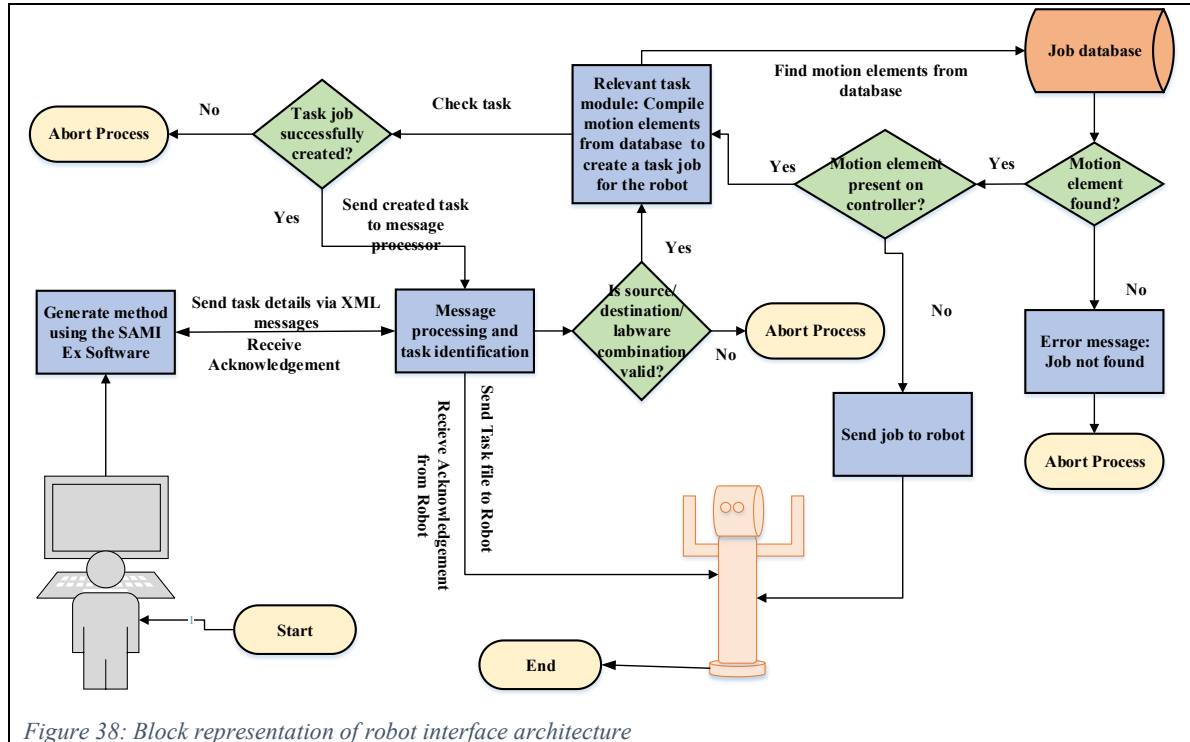 Job database
Find motion elements from
database
Relevant task
module: Compile
motion elements
from database to
create a task job
for the robot
Check task
Task job
successfully
created?
No
Abort Process
Yes
Motion element
present on
controller?
Yes
Motion
element
found?
Yes
Send created task
to message
processor
Yes
Generate method
using the SAMI
Ex Software
Send task details via XML
messages
Receive
Acknowledgement
Message
processing and
task identification
Is source/
destination/
labware
combination
valid?
No
Abort Process
No
No
Error message:
Job not found
Abort Process
Send job to robot
Send Task file to Robot
Recieve Acknowledgement
from Robot
Start
End
Figure 38: Block representation of robot interface architecture